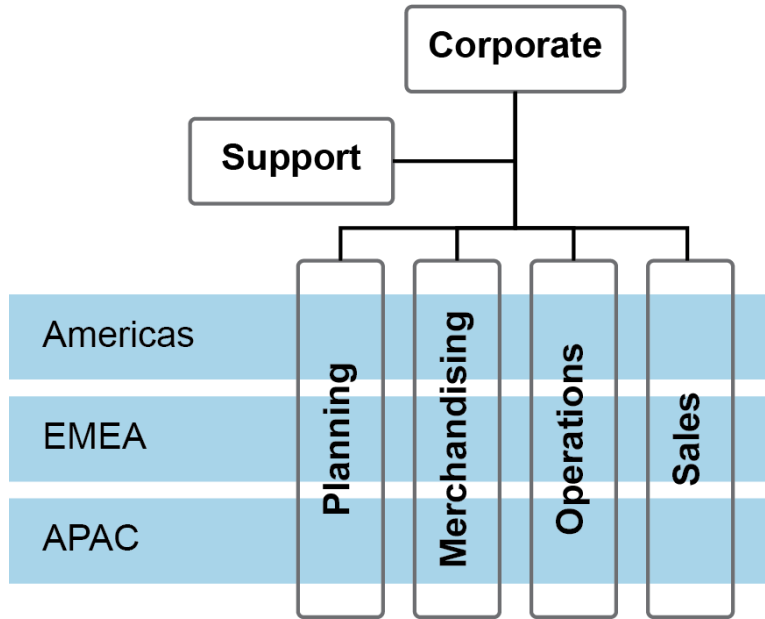 Corporate
Support
Americas
EMEA
APAC
Planning
Merchandising
Operations
Sales